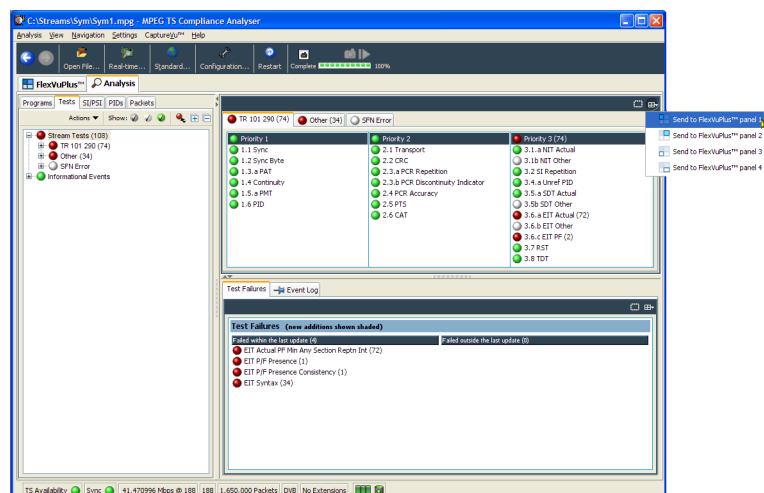 C:\Streams\Sym\Sym1.mpg - MPEG TS Compliance Analyser
Analysis View Navigation Settings CaptureVu™ Help
Open File... Real-time... Standard... Configuration... Restart Complete 100%
FlexVuPlus™ Analysis
Programs Tests SI/PSI PIDs Packets
Actions Show:
Stream Tests (108)
TR 101 290 (74)
Other (34)
SFN Error
Informational Events
TR 101 290 (74) Other (34) SFN Error
Priority 1
1.1 Sync
1.2 Sync Byte
1.3.a PAT
1.4 Continuity
1.5.a PMT
1.6 PID
Priority 2
2.1 Transport
2.2 CRC
2.3.a PCR Repetition
2.3.b PCR Discontinuity Indicator
2.4 PCR Accuracy
2.5 PTS
2.6 CAT
Priority 3 (74)
3.1.a NIT Actual
3.1b NIT Other
3.2 SI Repetition
3.4.a Unref PID
3.5.a SDT Actual
3.5b SDT Other
3.6.a EIT Actual (72)
3.6.b EIT Other
3.6.c EIT PF (2)
3.7 RST
3.8 TDT
Send to FlexVuPlus™ panel 1
Send to FlexVuPlus™ panel 2
Send to FlexVuPlus™ panel 3
Send to FlexVuPlus™ panel 4
Test Failures Event Log
Test Failures (new additions shown shaded)
Failed within the last update (4) Failed outside the last update (0)
EIT Actual PF Min Any Section Reptn Int (72)
EIT P/F Presence (1)
EIT P/F Presence Consistency (1)
EIT Syntax (34)
TS Availability Sync 41.470996 Mbps @ 188 188 1,650,000 Packets DVB No Extensions